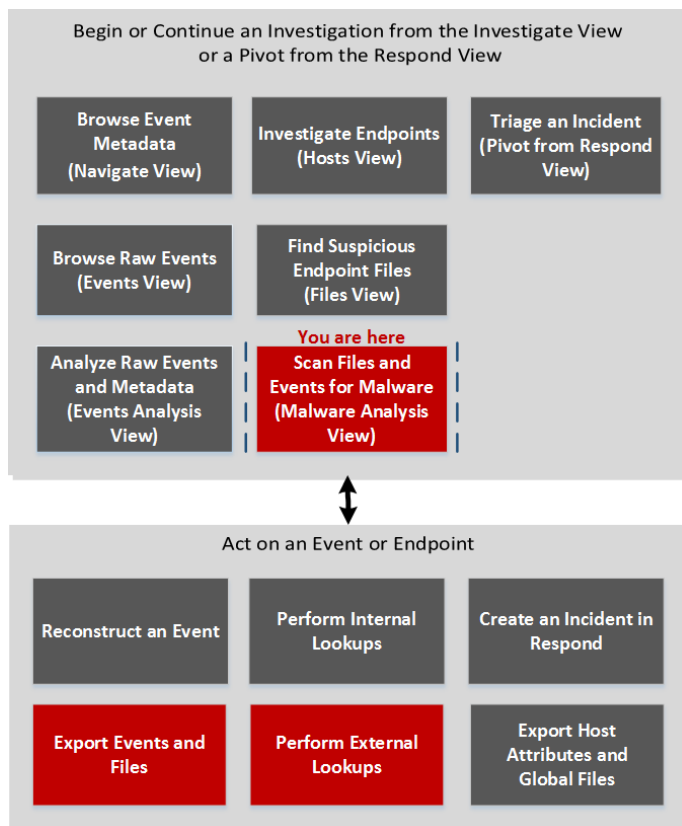 Begin or Continue an Investigation from the Investigate View
or a Pivot from the Respond View
Browse Event
Metadata
(Navigate View)
Investigate Endpoints
(Hosts View)
Triage an Incident
(Pivot from Respond
View)
Browse Raw Events
(Events View)
Find Suspicious
Endpoint Files
(Files View)
You are here
Analyze Raw Events
and Metadata
(Events Analysis
View)
Scan Files and
Events for Malware
(Malware Analysis
View)
Act on an Event or Endpoint
Reconstruct an Event
Perform Internal
Lookups
Create an Incident in
Respond
Export Events and
Files
Perform External
Lookups
Export Host
Attributes and
Global Files